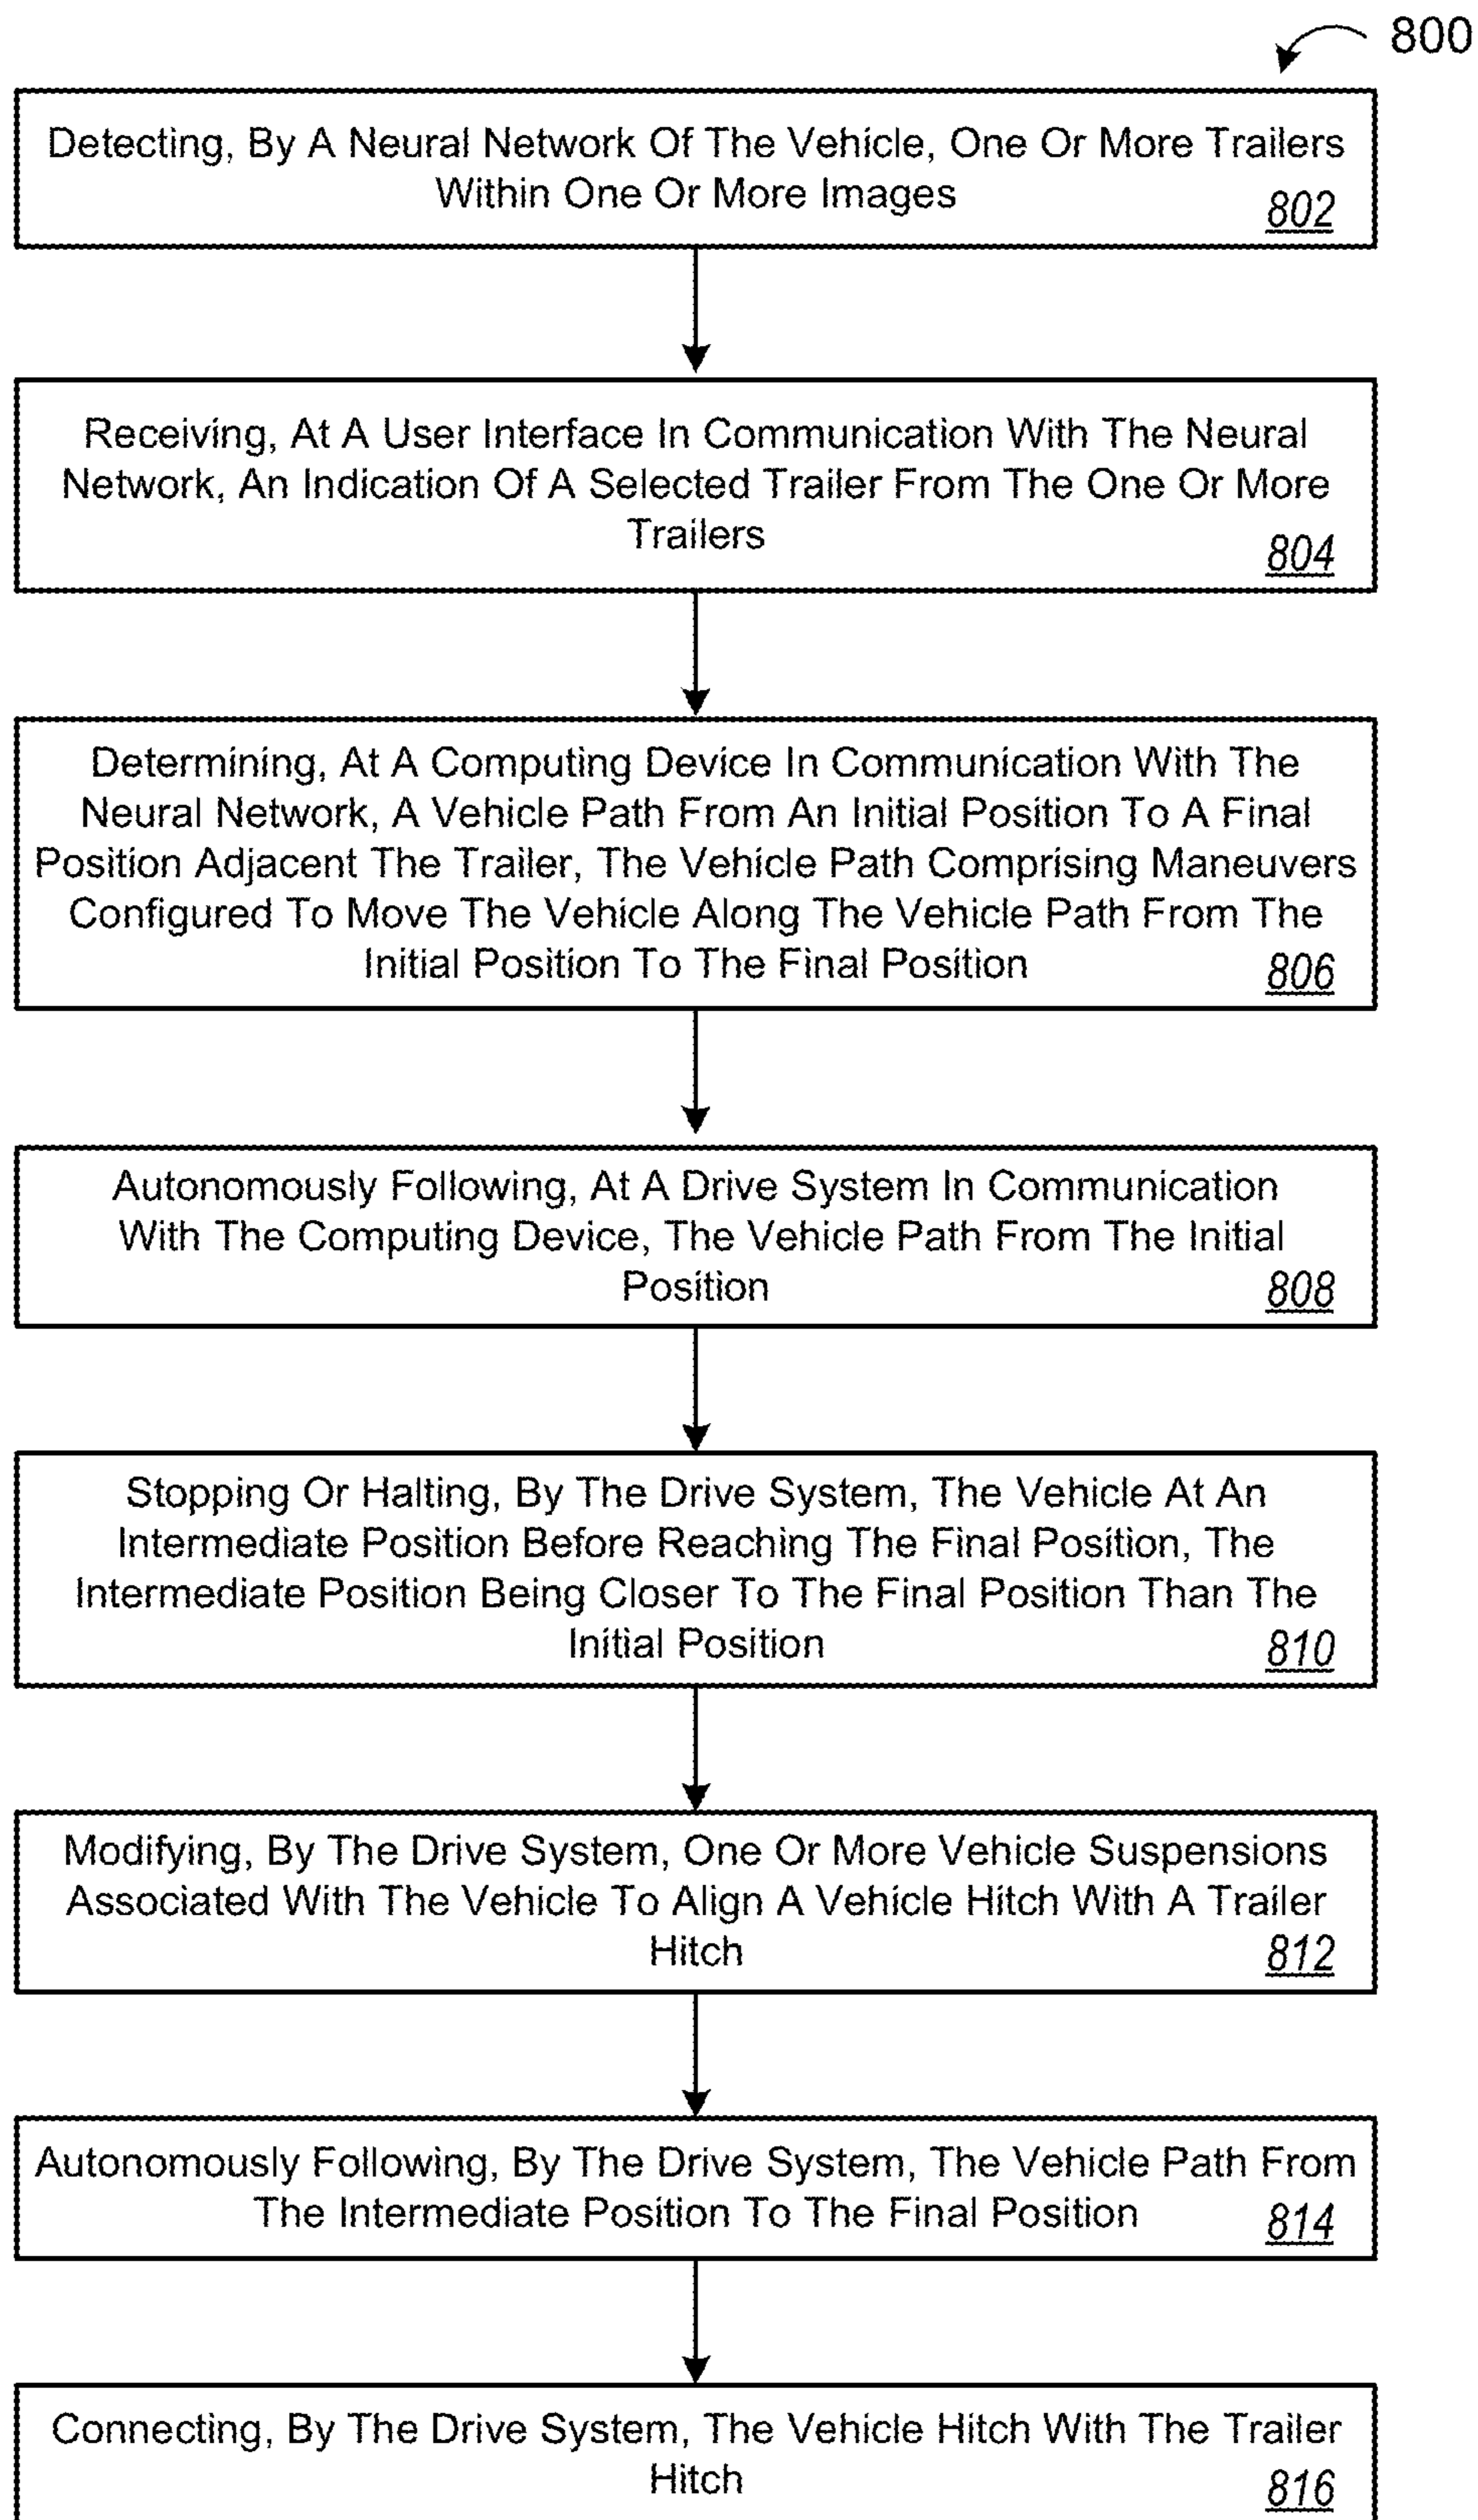 800
Detecting, By A Neural Network Of The Vehicle, One Or More Trailers
Within One Or More Images
802
Receiving, At A User Interface In Communication With The Neural
Network, An Indication Of A Selected Trailer From The One Or More
Trailers
804
Determining, At A Computing Device In Communication With The
Neural Network, A Vehicle Path From An Initial Position To A Final
Position Adjacent The Trailer, The Vehicle Path Comprising Maneuvers
Configured To Move The Vehicle Along The Vehicle Path From The
Initial Position To The Final Position
806
Autonomously Following, At A Drive System In Communication
With The Computing Device, The Vehicle Path From The Initial
Position
808
Stopping Or Halting, By The Drive System, The Vehicle At An
Intermediate Position Before Reaching The Final Position, The
Intermediate Position Being Closer To The Final Position Than The
Initial Position
810
Modifying, By The Drive System, One Or More Vehicle Suspensions
Associated With The Vehicle To Align A Vehicle Hitch With A Trailer
Hitch
812
Autonomously Following, By The Drive System, The Vehicle Path From
The Intermediate Position To The Final Position
814
Connecting, By The Drive System, The Vehicle Hitch With The Trailer
Hitch
816